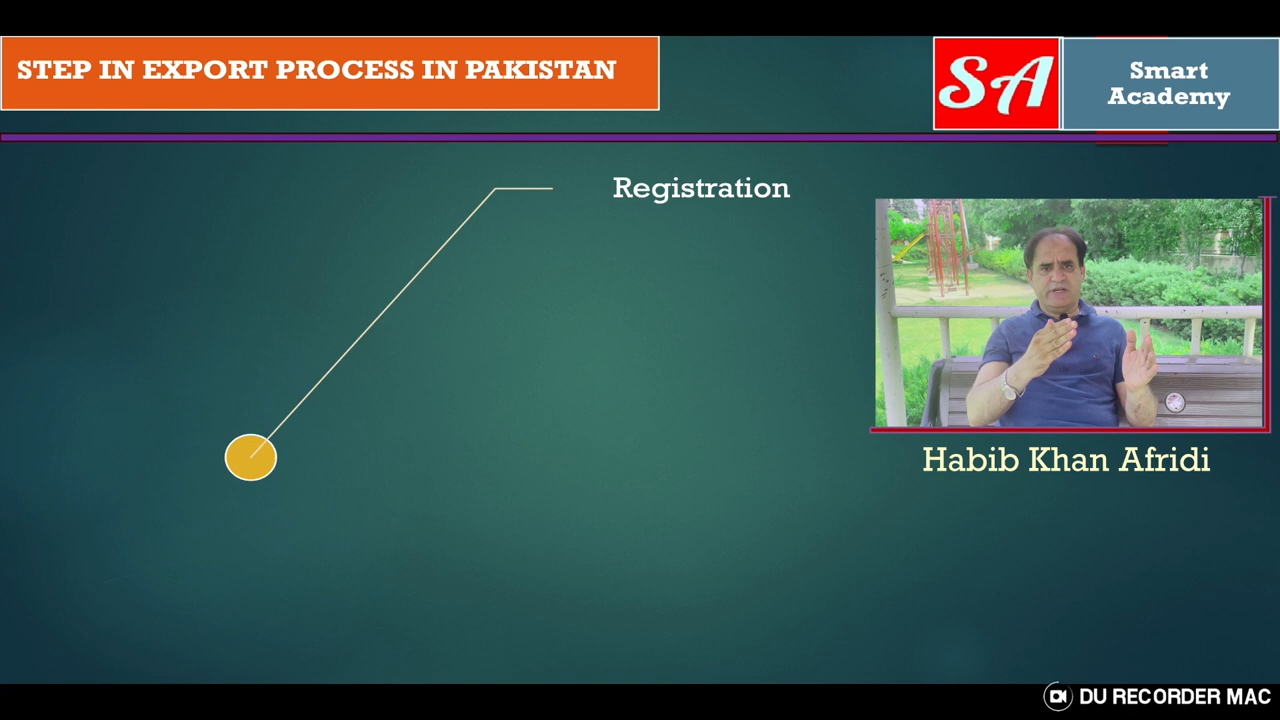 STEP IN EXPORT PROCESS IN PAKISTAN
SA
Smart
Academy
Registration
Habib Khan Afridi
DU RECORDER MAC